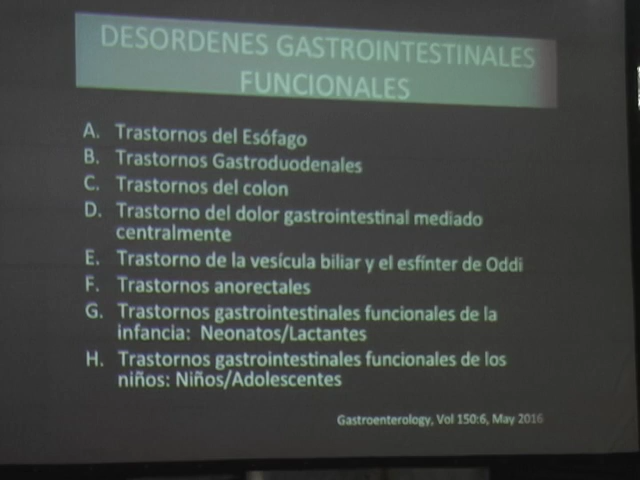 DESORDENES GASTROINTESTINALES
FUNCIONALES
A. Trastornos del Esófago
B. Trastornos Gastroduodenales
C. Trastornos del colon
D. Trastorno del dolor gastrointestinal mediado
centralmente
E. Trastorno de la vesícula biliar y el esfínter de Oddi
F. Trastornos anorectales
G. Trastornos gastrointestinales funcionales de la
infancia: Neonatos/Lactantes
H. Trastornos gastrointestinales funcionales de los
niños: Niños/Adolescentes
Gastroenterology, Vol 150:6, May 2016